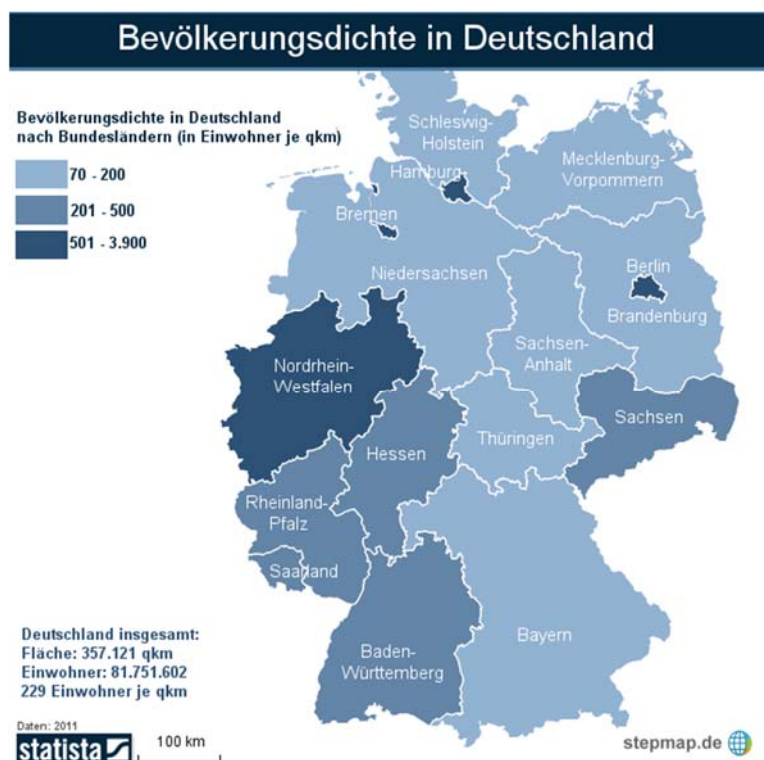 Bevölkerungsdichte in Deutschland
Bevölkerungsdichte in Deutschland
nach Bundesländern (in Einwohner je qkm)
70 - 200
201 - 500
501 - 3.900
Schleswig-
Holstein
Mecklenburg-
Vorpommern
Hamburg
Bremen
Niedersachsen
Berlin
Brandenburg
Sachsen-
Anhalt
Nordrhein-
Westfalen
Sachsen
Thüringen
Hessen
Rheinland-
Pfalz
Saarland
Bayern
Baden-
Württemberg
Deutschland insgesamt:
Fläche: 357.121 qkm
Einwohner: 81.751.602
229 Einwohner je qkm
Daten: 2011
statista
100 km
stepmap.de